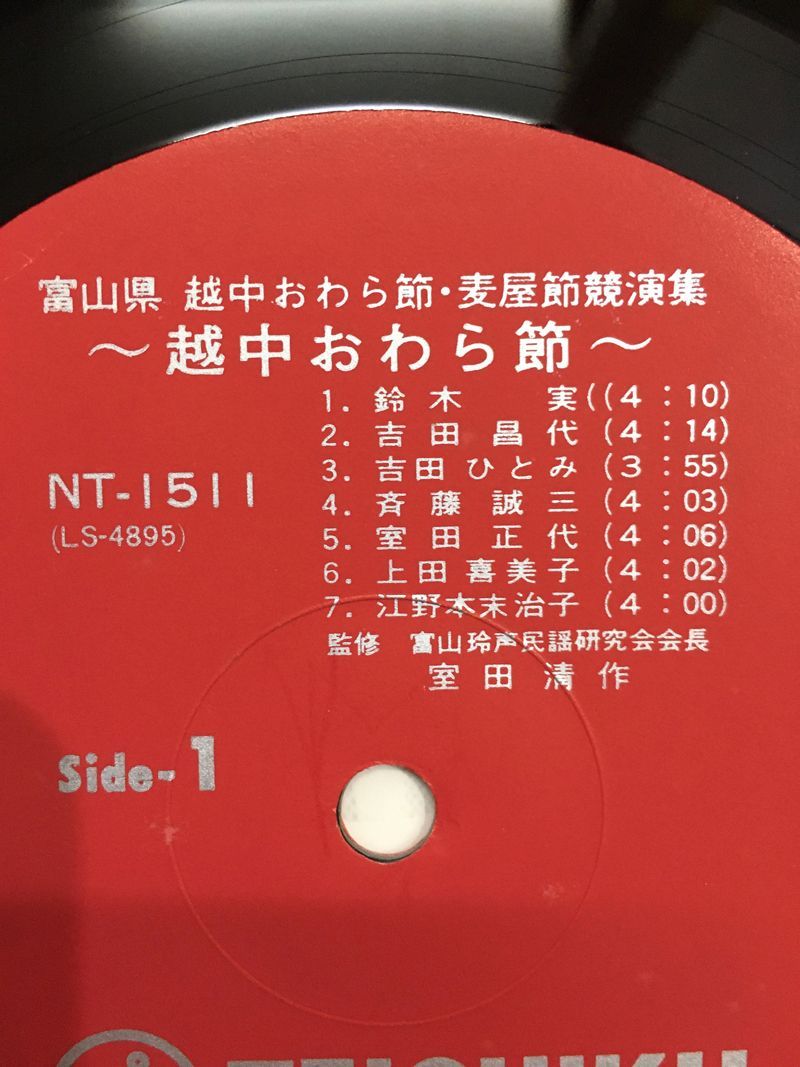 富山県 越中おわら節・麦屋節競演集
～越中おわら節～
1. 鈴木 実((4:10)
2. 吉田昌代(4:14)
3. 吉田ひとみ(3:55)
4. 斉藤誠三(4:03)
5. 室田正代(4:06)
6. 上田喜美子(4:02)
7. 江野本末治子(4:00)
NT-1511
(LS-4895)
監修 富山玲声民謡研究会会長
室田清作
Side-1
TEICHIKU